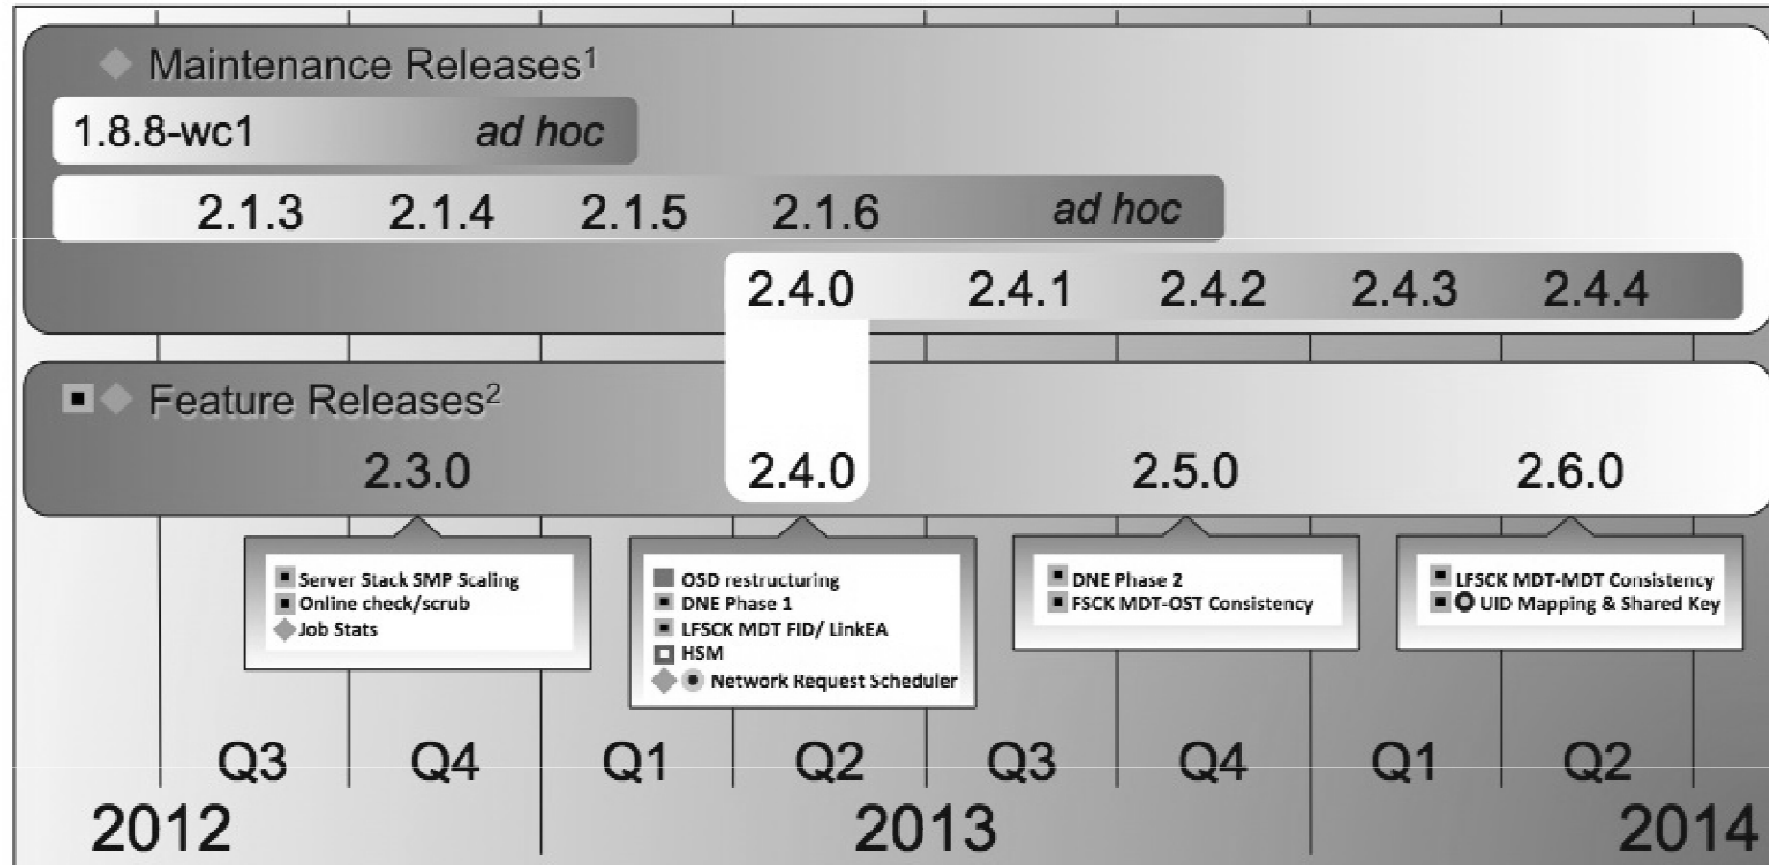 Maintenance Releases1
1.8.8-wc1 ad hoc
2.1.3 2.1.4 2.1.5 2.1.6 ad hoc
2.4.0 2.4.1 2.4.2 2.4.3 2.4.4
Feature Releases2
2.3.0 2.4.0 2.5.0 2.6.0
Server Stack SMP Scaling
Online check/scrub
Job Stats
OSD restructuring
DNE Phase 1
LFSCK MDT FID/ LinkEA
HSM
Network Request Scheduler
DNE Phase 2
FSCK MDT-OST Consistency
LFSCK MDT-MDT Consistency
UID Mapping & Shared Key
Q3 Q4 Q1 Q2 Q3 Q4 Q1 Q2
2012 2013 2014